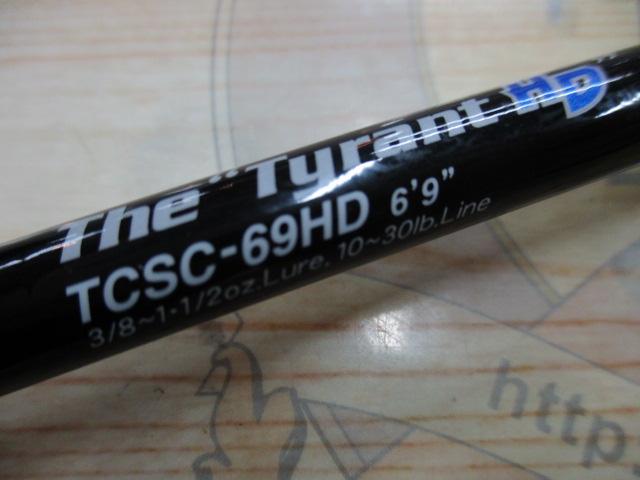 The "Tyrant HD
TCSC-69HD 6'9"
3/8~1·1/2oz.Lure. 10~30lb.Line
http.